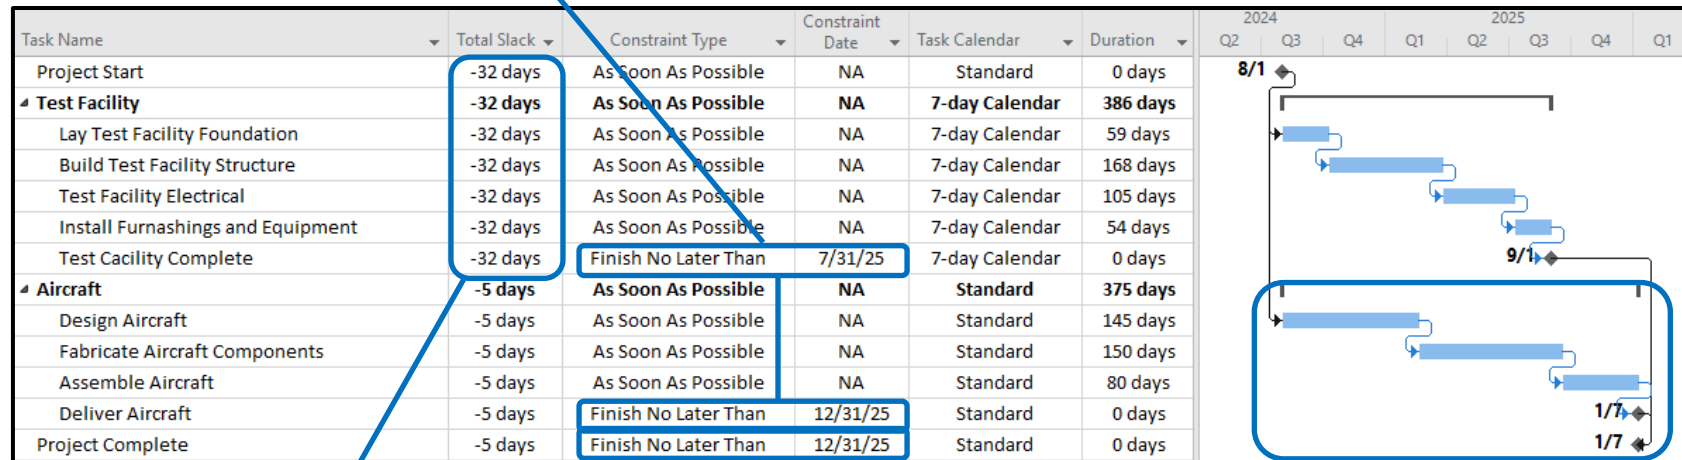 Task Name Total Slack Constraint Type Constraint Date Task Calendar Duration 2024 2025
Q2 Q3 Q4 Q1 Q2 Q3 Q4 Q1
Project Start -32 days As Soon As Possible NA Standard 0 days 8/1
Test Facility -32 days As Soon As Possible NA 7-day Calendar 386 days
Lay Test Facility Foundation -32 days As Soon As Possible NA 7-day Calendar 59 days
Build Test Facility Structure -32 days As Soon As Possible NA 7-day Calendar 168 days
Test Facility Electrical -32 days As Soon As Possible NA 7-day Calendar 105 days
Install Furnashings and Equipment -32 days As Soon As Possible NA 7-day Calendar 54 days
Test Cacility Complete -32 days Finish No Later Than 7/31/25 7-day Calendar 0 days 9/1
Aircraft -5 days As Soon As Possible NA Standard 375 days
Design Aircraft -5 days As Soon As Possible NA Standard 145 days
Fabricate Aircraft Components -5 days As Soon As Possible NA Standard 150 days
Assemble Aircraft -5 days As Soon As Possible NA Standard 80 days
Deliver Aircraft -5 days Finish No Later Than 12/31/25 Standard 0 days 1/7
Project Complete -5 days Finish No Later Than 12/31/25 Standard 0 days 1/7